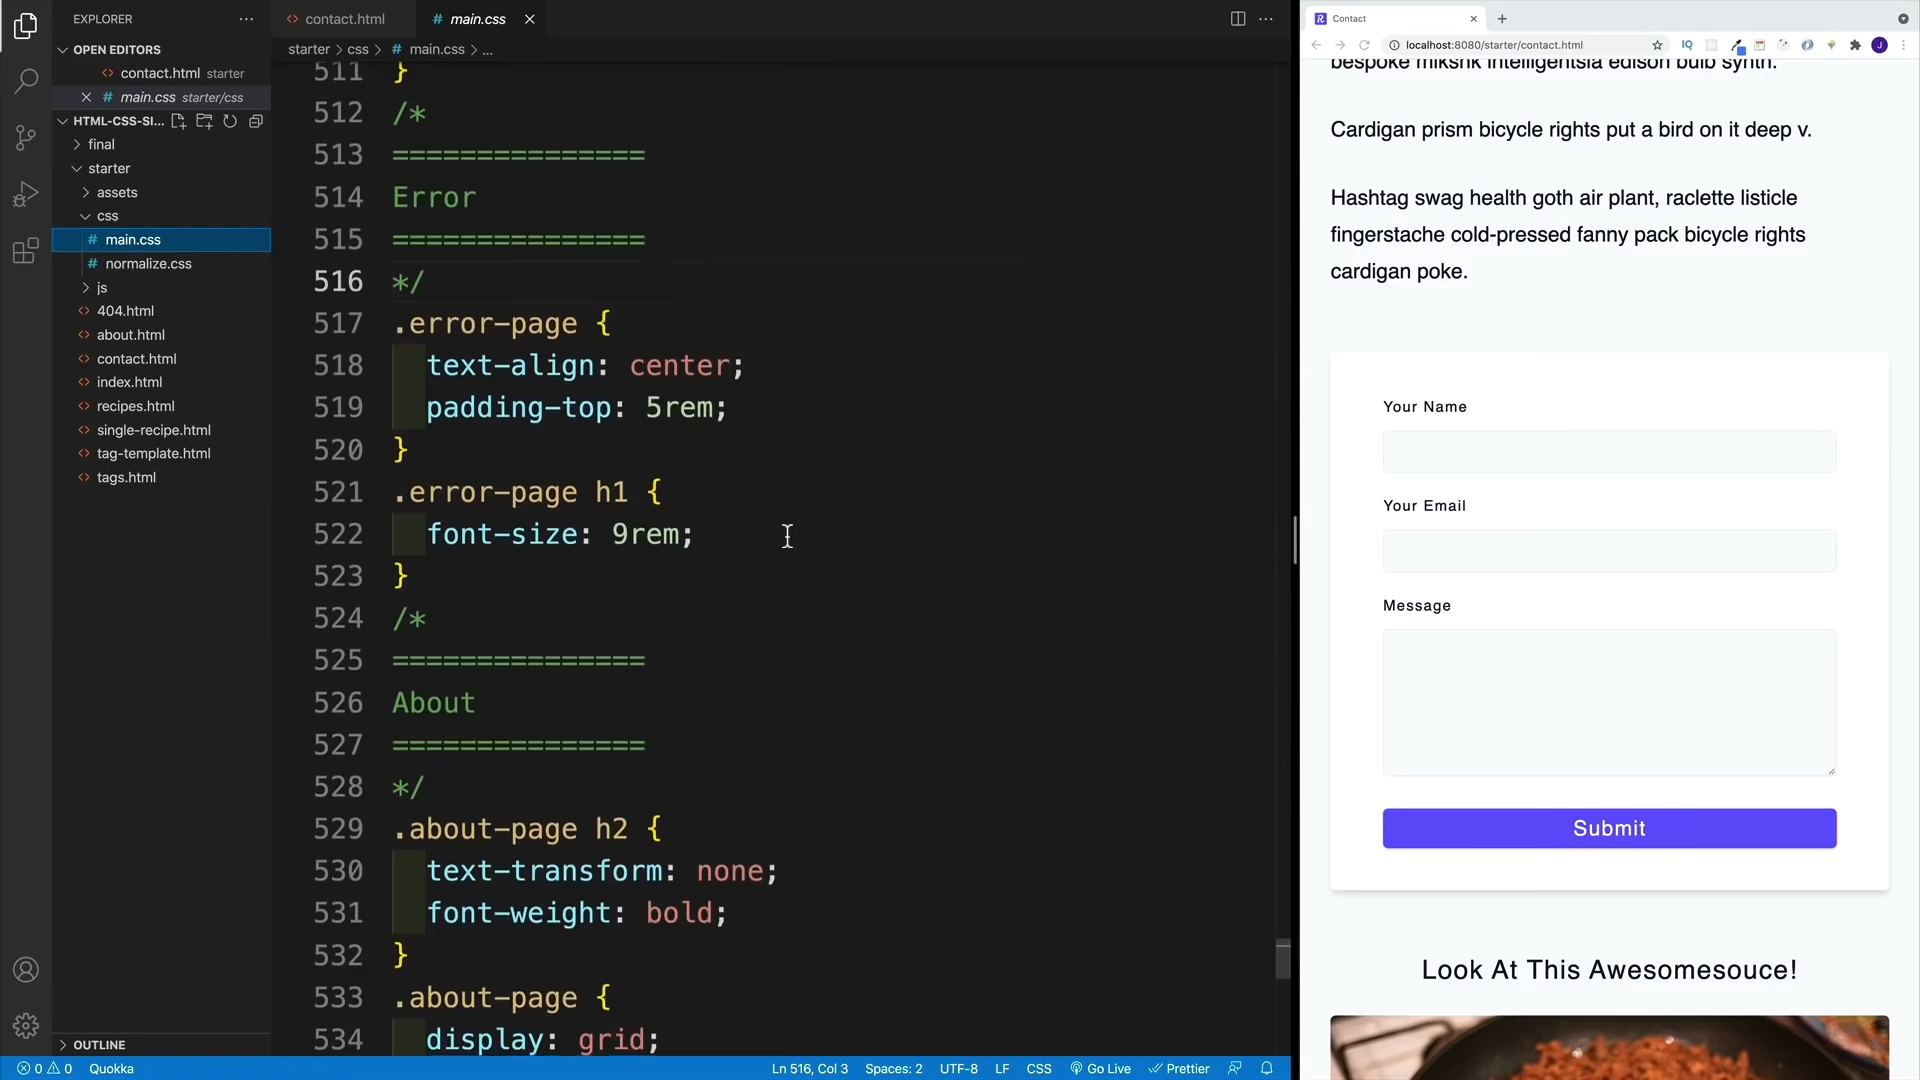 EXPLORER
OPEN EDITORS
contact.html starter
main.css starter/css
HTML-CSS-SI...
final
starter
assets
css
# main.css
# normalize.css
js
404.html
about.html
contact.html
index.html
recipes.html
single-recipe.html
tag-template.html
tags.html
OUTLINE
contact.html
# main.css
starter > css > # main.css > ...
511 }
512 /*
513 ===============
514 Error
515 ===============
516 */
517 .error-page {
518 text-align: center;
519 padding-top: 5rem;
520 }
521 .error-page h1 {
522 font-size: 9rem;
523 }
524 /*
525 ===============
526 About
527 ===============
528 */
529 .about-page h2 {
530 text-transform: none;
531 font-weight: bold;
532 }
533 .about-page {
534 display: grid;
0 0 Quokka
Ln 516, Col 3 Spaces: 2 UTF-8 LF CSS Go Live Prettier
Contact
localhost:8080/starter/contact.html
IQ
J
bespoke mlkshk intelligentsia edison bulb synth.
Cardigan prism bicycle rights put a bird on it deep v.
Hashtag swag health goth air plant, raclette listicle
fingerstache cold-pressed fanny pack bicycle rights
cardigan poke.
Your Name
Your Email
Message
Submit
Look At This Awesomesouce!